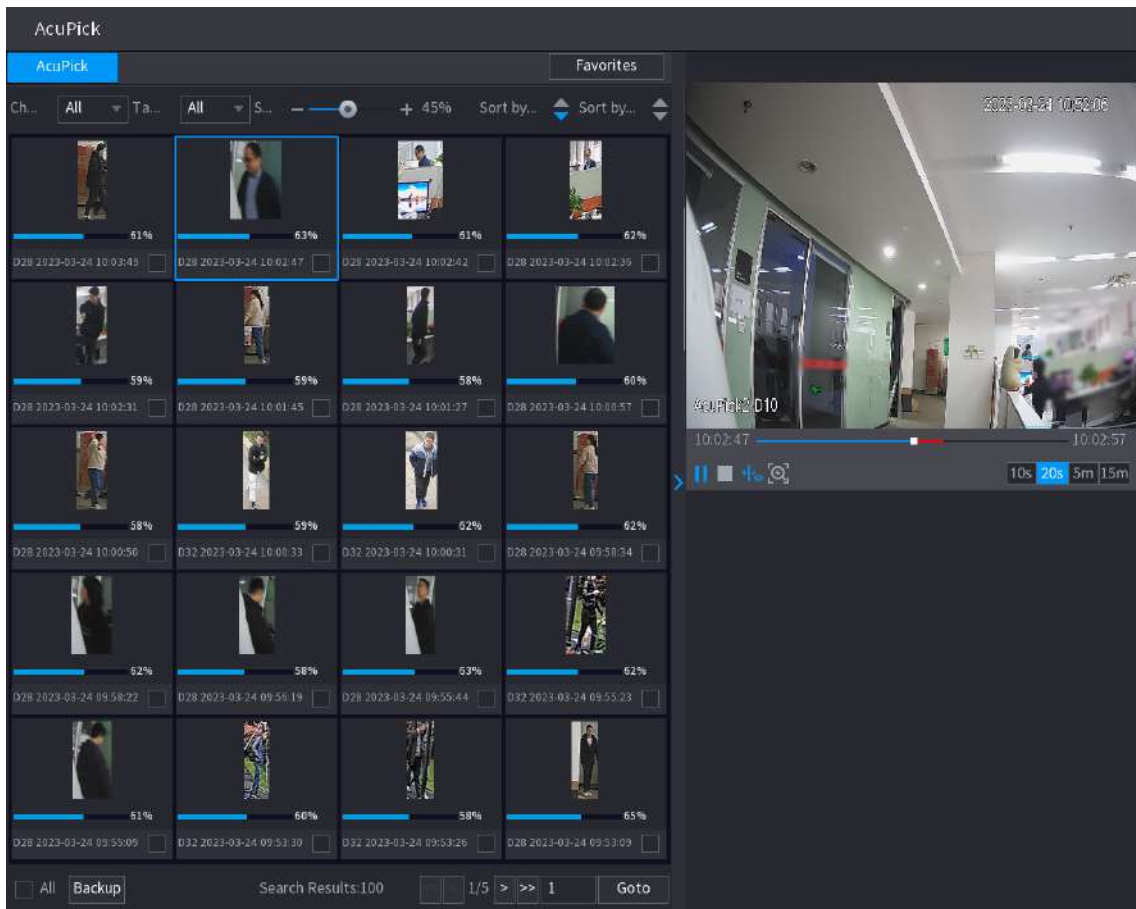 AcuPick
AcuPick
Favorites
Ch... All Ta... All S... 45% Sort by... Sort by...
61% 63% 61% 62%
D28 2023-03-24 10:03:49 D28 2023-03-24 10:02:47 D28 2023-03-24 10:02:42 D28 2023-03-24 10:02:36
59% 59% 58% 60%
D28 2023-03-24 10:02:31 D28 2023-03-24 10:01:45 D28 2023-03-24 10:01:27 D28 2023-03-24 10:00:57
58% 59% 62% 62%
D28 2023-03-24 10:00:50 D32 2023-03-24 10:00:33 D32 2023-03-24 10:00:31 D28 2023-03-24 09:58:34
62% 58% 63% 62%
D28 2023-03-24 09:58:22 D28 2023-03-24 09:56:19 D28 2023-03-24 09:55:44 D32 2023-03-24 09:55:23
61% 60% 58% 65%
D28 2023-03-24 09:55:09 D32 2023-03-24 09:53:30 D32 2023-03-24 09:53:26 D28 2023-03-24 09:53:09
All Backup Search Results:100 1/5 > >> 1 Goto
2023-03-24 10:52:06
AcuPick2 D10
10:02:47 10:02:57
10s 20s 5m 15m